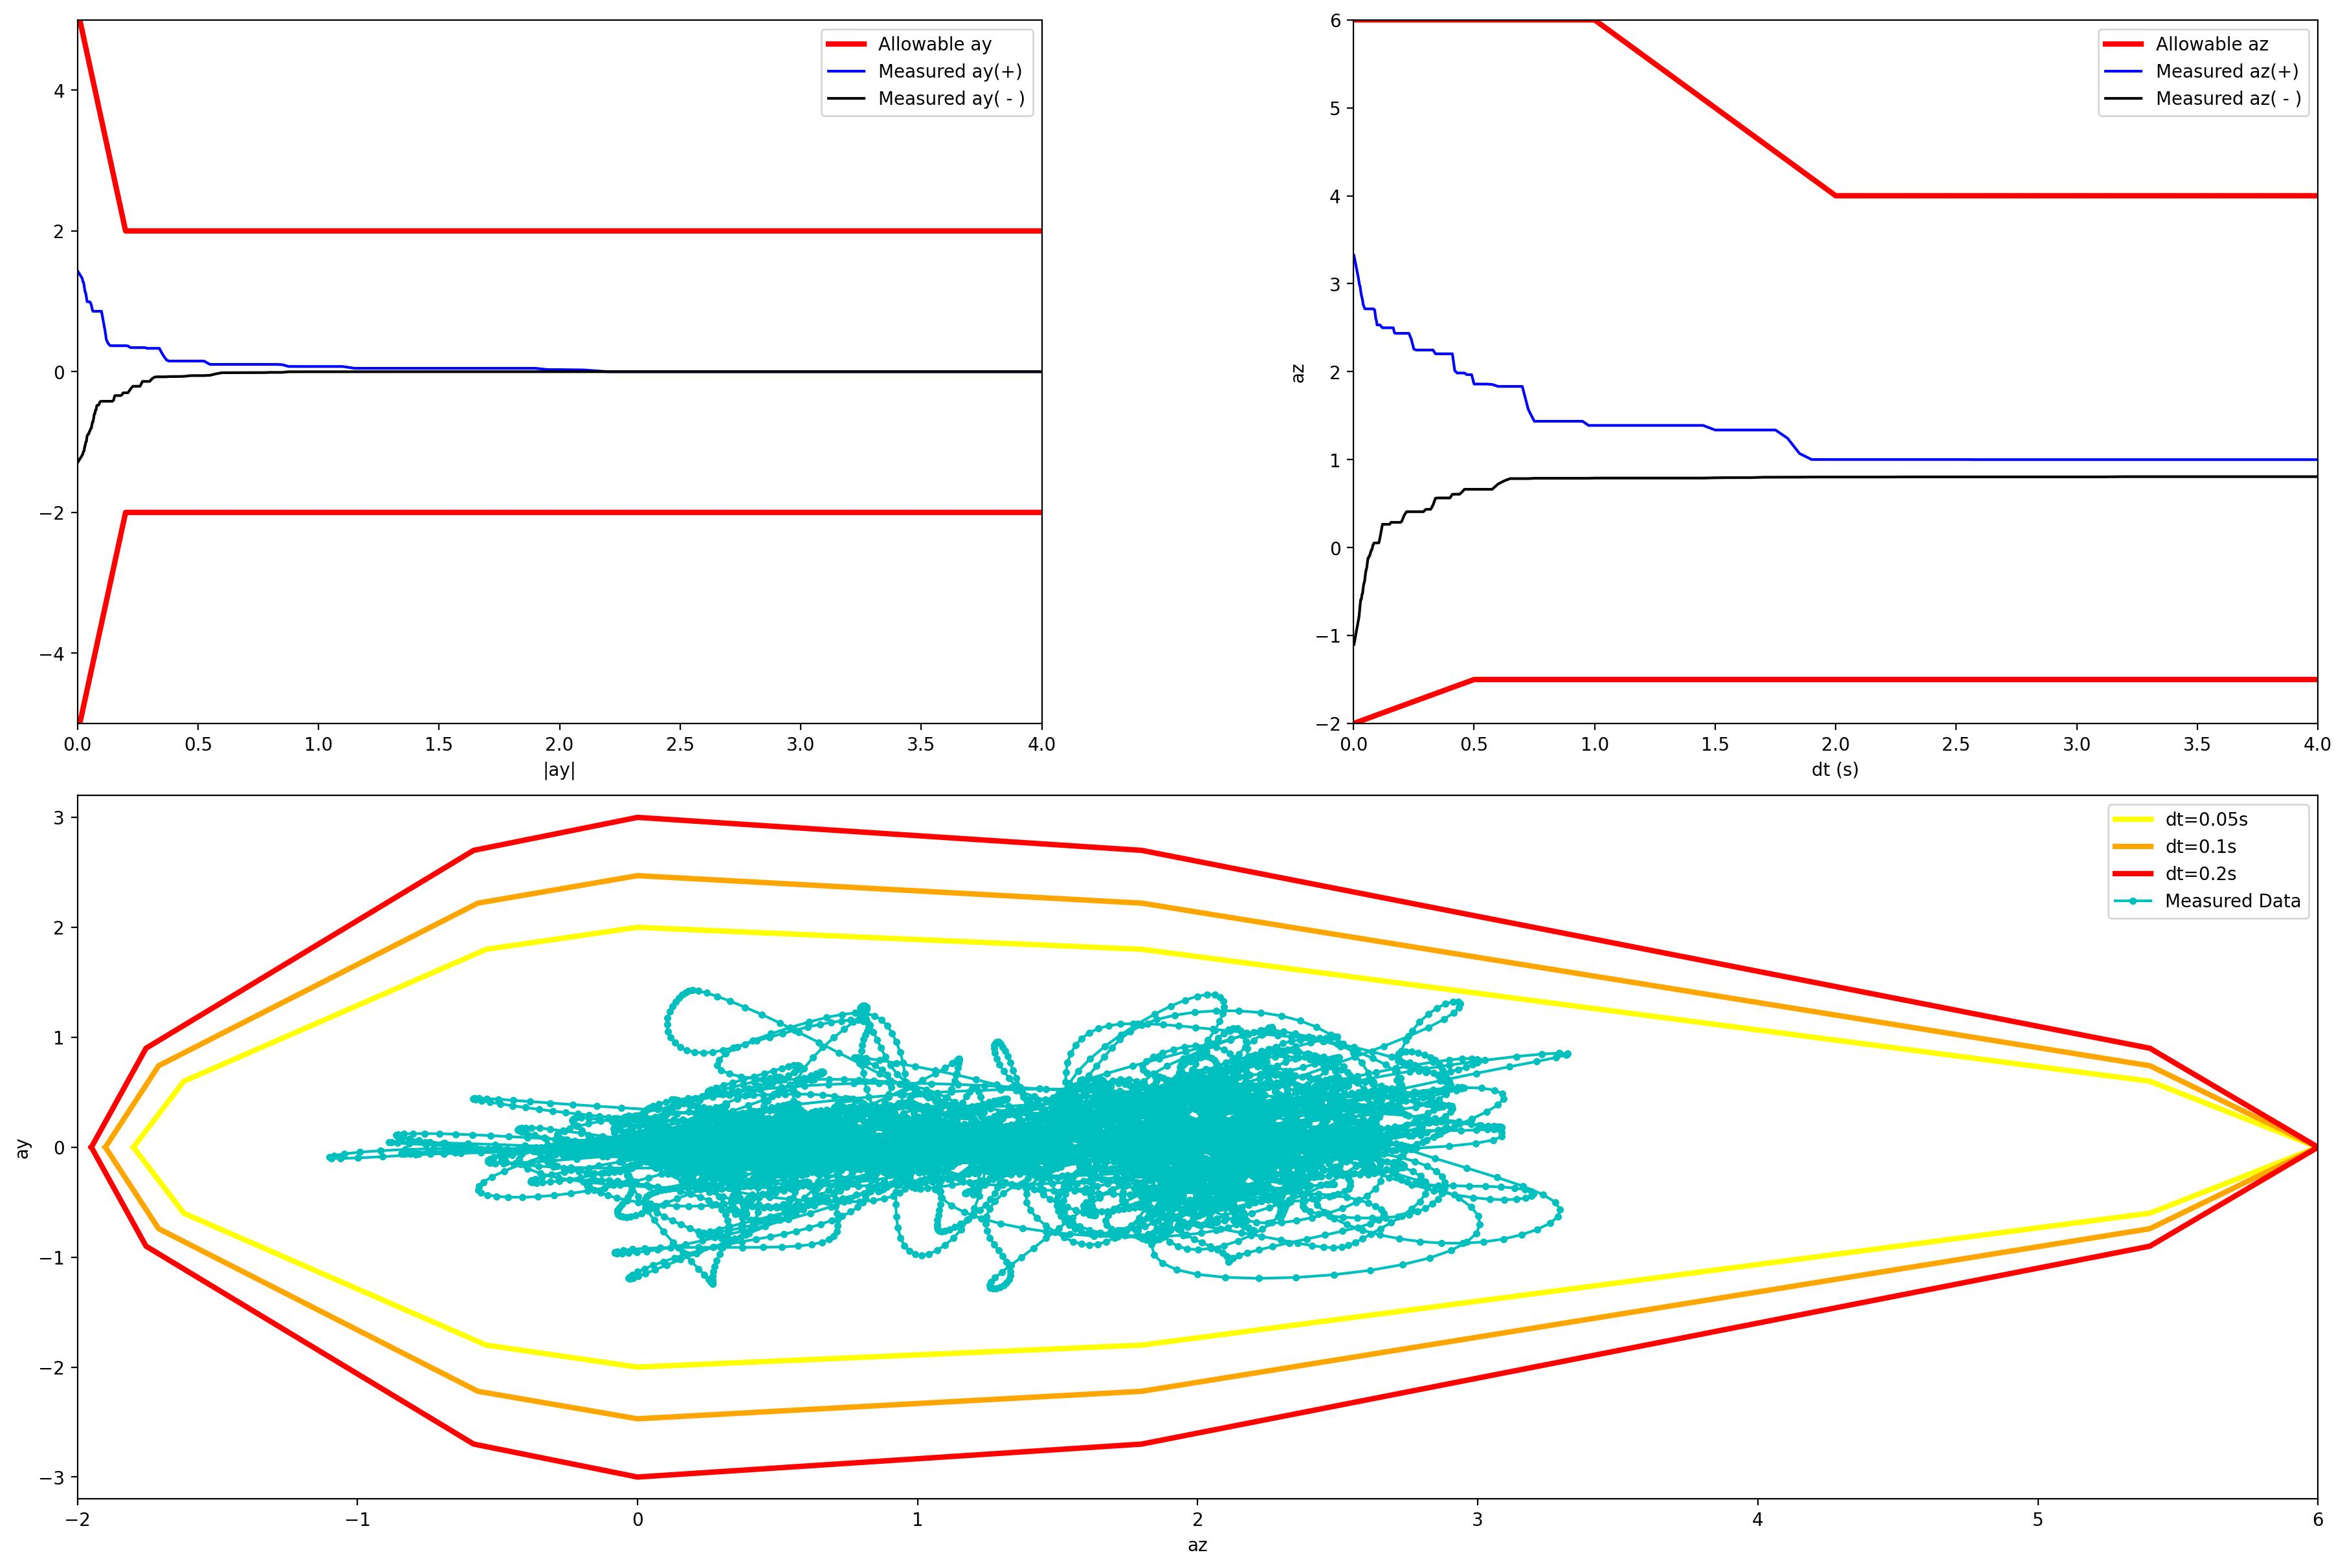 Allowable ay
Measured ay(+)
Measured ay( - )
4
2
0
−2
−4
0.0 0.5 1.0 1.5 2.0 2.5 3.0 3.5 4.0
|ay|
Allowable az
Measured az(+)
Measured az( - )
6
5
4
3
2
1
0
−1
−2
az
0.0 0.5 1.0 1.5 2.0 2.5 3.0 3.5 4.0
dt (s)
dt=0.05s
dt=0.1s
dt=0.2s
Measured Data
3
2
1
0
−1
−2
−3
ay
−2 −1 0 1 2 3 4 5 6
az